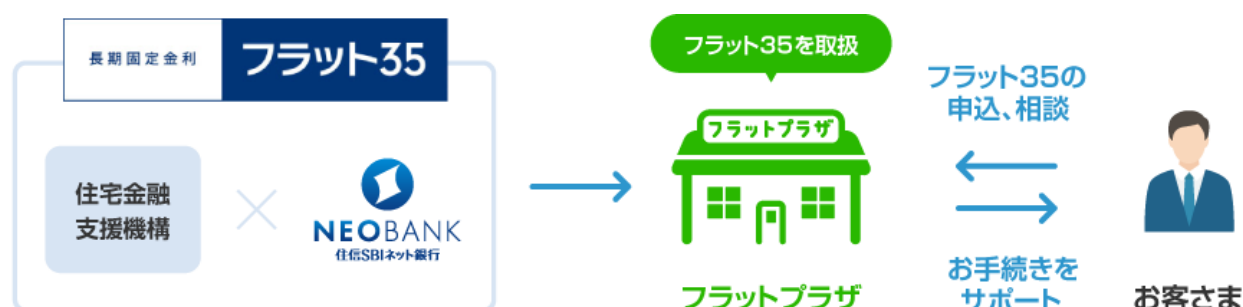 長期固定金利
フラット35
住宅金融
支援機構
NEOBANK
住信SBIネット銀行
フラット35を取扱
フラットプラザ
フラットプラザ
フラット35の
申込、相談
お手続きを
サポート
お客さま